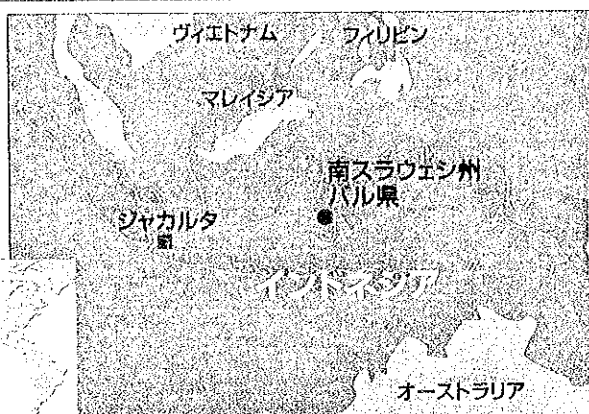 ヴィエトナム
フィリピン
マレイシア
南スラウェシ州
バル県
ジャカルタ
インドネシア
オーストラリア